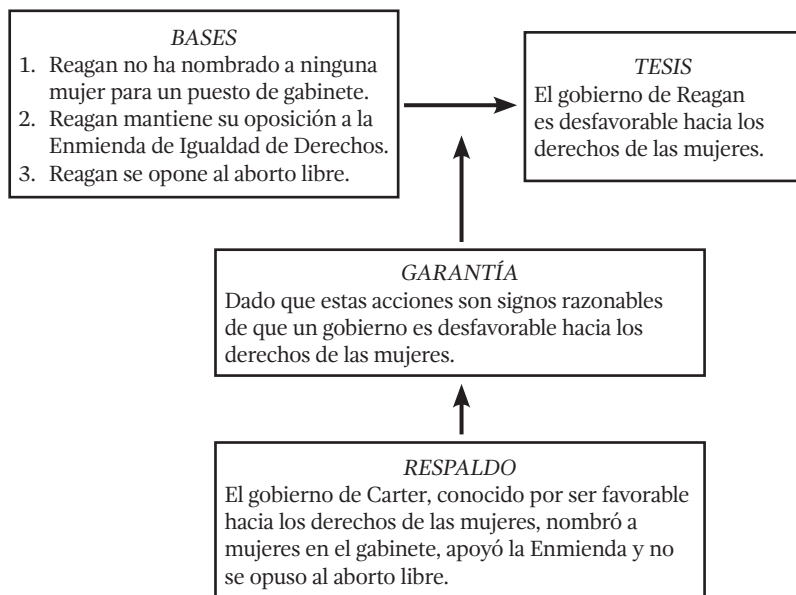 BASES
1. Reagan no ha nombrado a ninguna
mujer para un puesto de gabinete.
2. Reagan mantiene su oposición a la
Enmienda de Igualdad de Derechos.
3. Reagan se opone al aborto libre.
TESIS
El gobierno de Reagan
es desfavorable hacia los
derechos de las mujeres.
GARANTÍA
Dado que estas acciones son signos razonables
de que un gobierno es desfavorable hacia los
derechos de las mujeres.
RESPALDO
El gobierno de Carter, conocido por ser favorable
hacia los derechos de las mujeres, nombró a
mujeres en el gabinete, apoyó la Enmienda y no
se opuso al aborto libre.